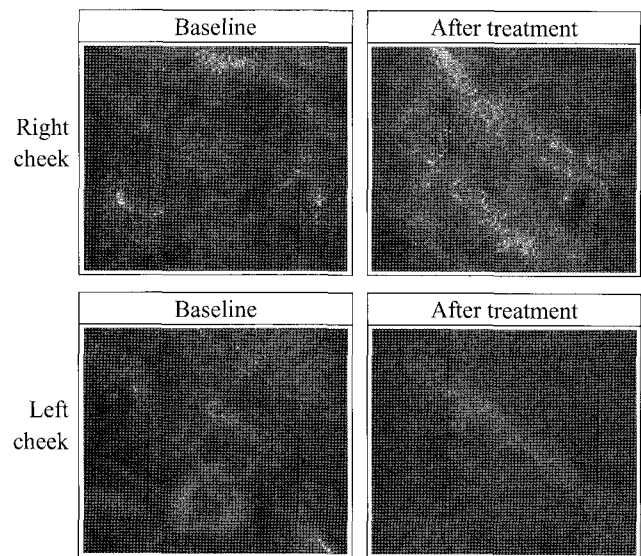 Baseline
After treatment
Right
cheek
Baseline
After treatment
Left
cheek